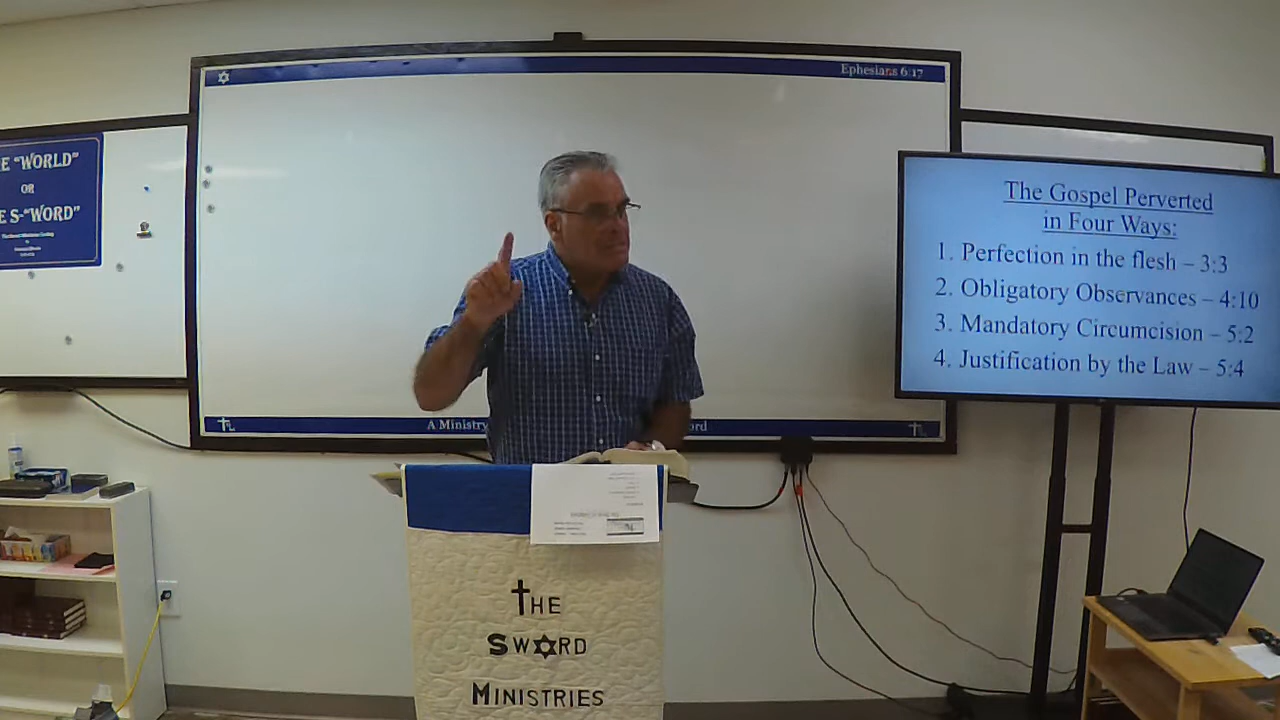 Ephesians 6:17
E "WORLD"
OR
E S-"WORD"
The Gospel Perverted
in Four Ways:
1. Perfection in the flesh – 3:3
2. Obligatory Observances – 4:10
3. Mandatory Circumcision – 5:2
4. Justification by the Law – 5:4
A Ministry
ord
THE
SWORD
MINISTRIES